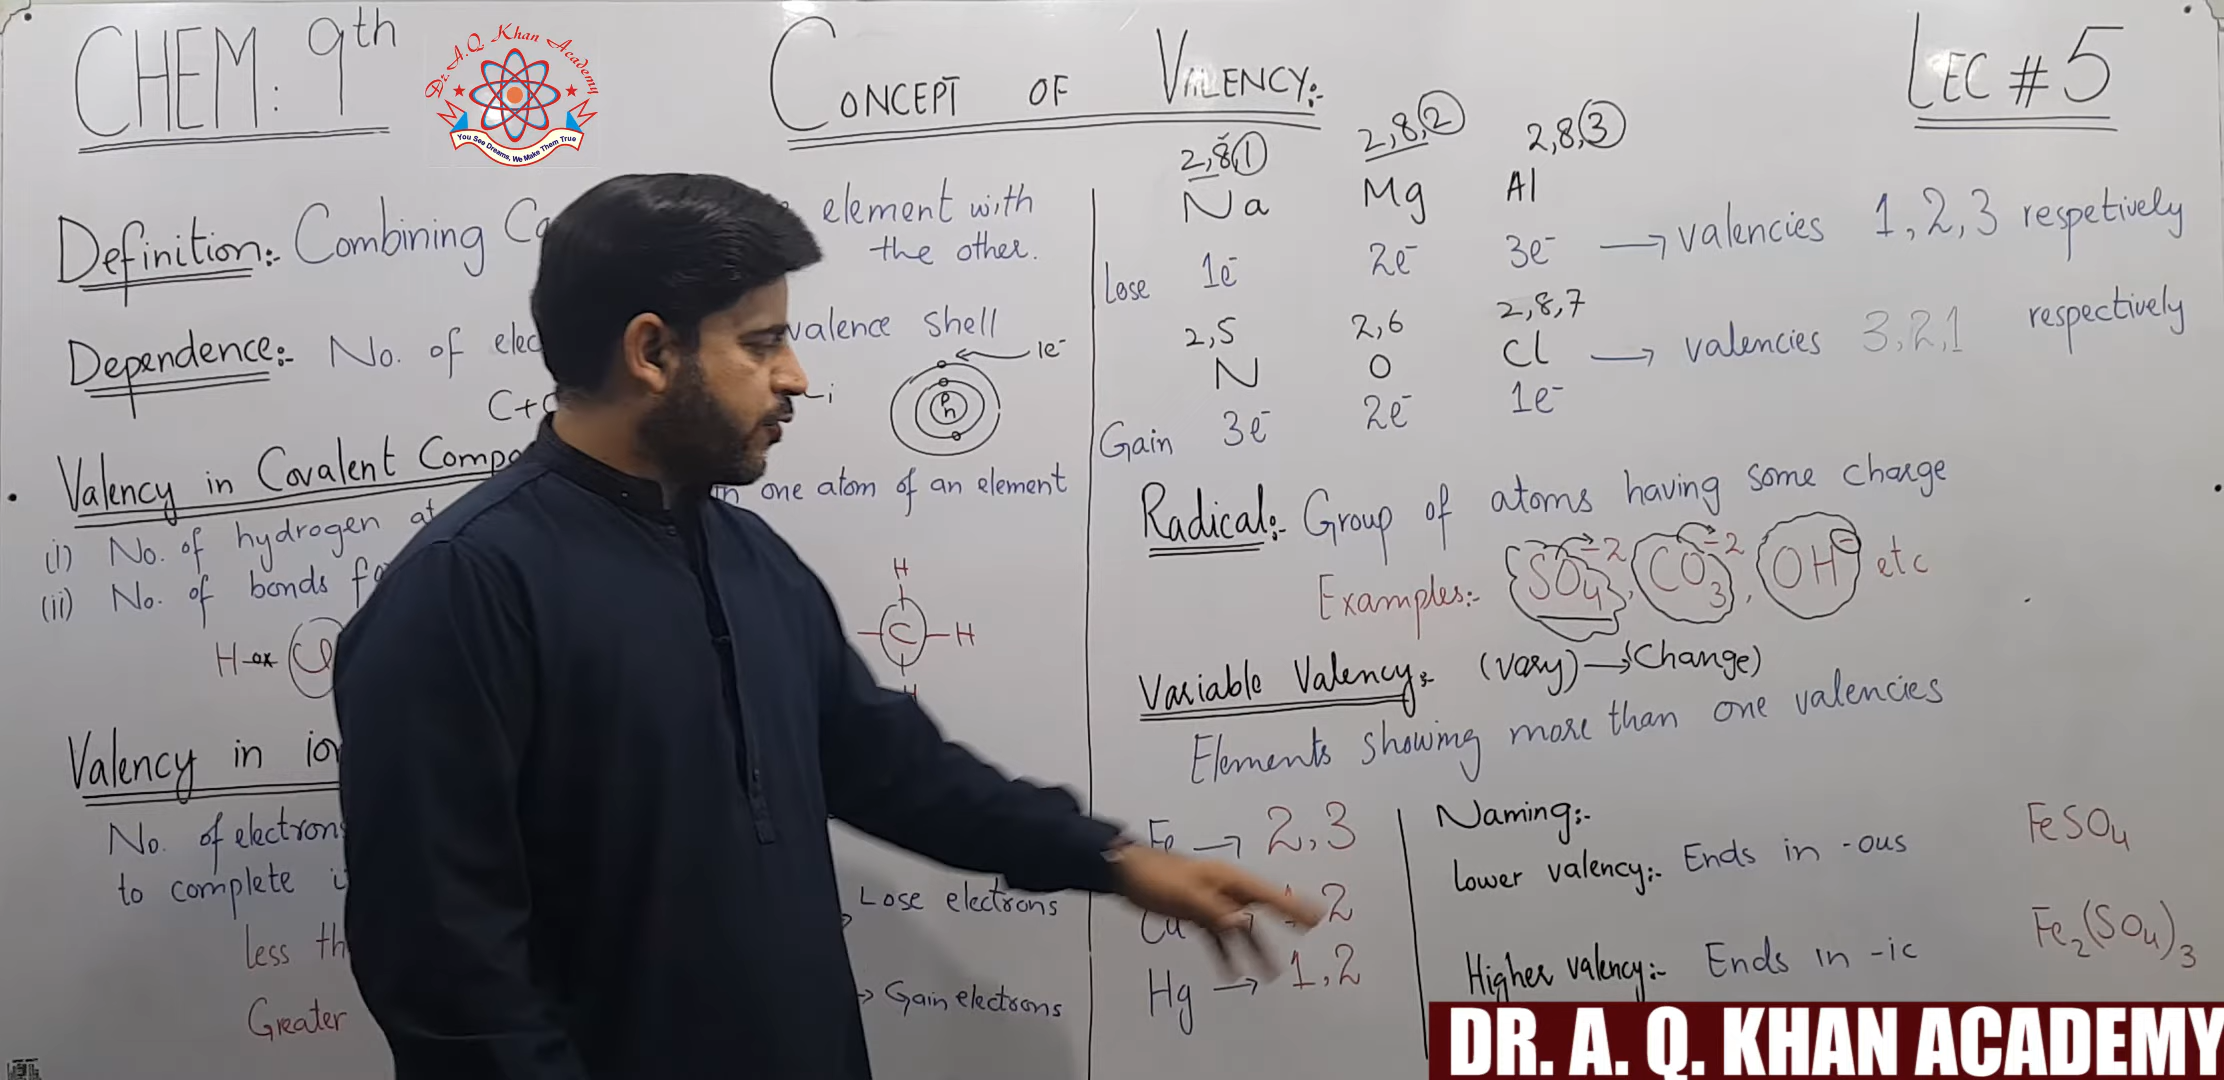 CHEM: 9th
Dr. A.Q Khan Academy
You See Dreams, We Make Them True
CONCEPT OF VALENCY:-
LEC # 5
Definition:- Combining element with
the other.
Dependence:- No. of valence shell
1e⁻
P
n
Valency in Covalent
(i) No. of hydrogen one atom of an element
(ii) No. of bonds
H
C H
H
H
Valency in
No. of electrons
to complete
less
Lose electrons
Greater
Gain electrons
2,8,1 2,8,2 2,8,3
Na Mg Al
Lose 1e⁻ 2e⁻ 3e⁻ → valencies 1,2,3 respetively
2,5 2,6 2,8,7
N O Cl → valencies 3,2,1 respectively
Gain 3e⁻ 2e⁻ 1e⁻
Radical:- Group of atoms having some charge
Examples:- SO₄⁻², CO₃⁻², OH⁻ etc
Variable Valency:- (vary) → (Change)
Elements showing more than one valencies
Fe → 2,3
Cu 2
Hg → 1,2
Naming:-
Lower valency:- Ends in -ous
FeSO₄
Higher valency:- Ends in -ic
Fe₂(SO₄)₃
DR. A. Q. KHAN ACADEMY